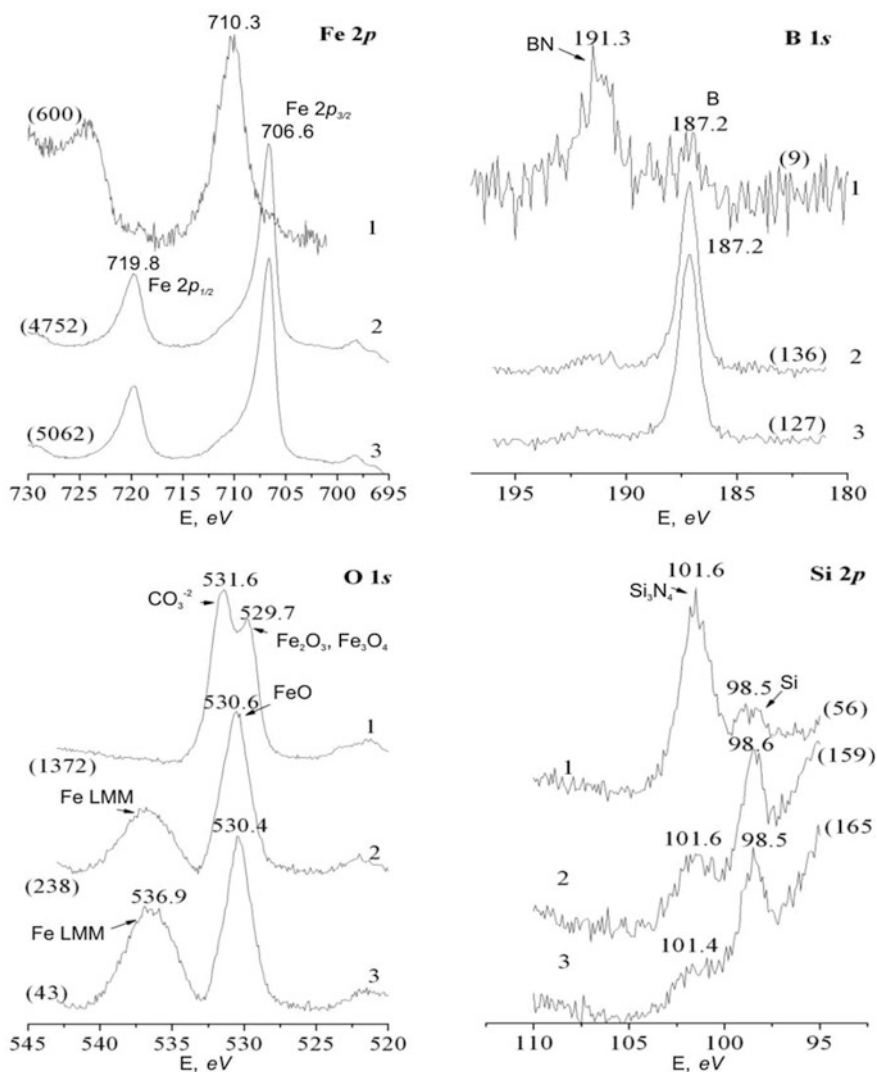 Fe 2p
710.3
(600)
Fe 2p3/2
706.6
1
719.8
Fe 2p1/2
(4752)
2
(5062)
3
730 725 720 715 710 705 700 695
E, eV
B 1s
191.3
BN
B
187.2
(9)
1
187.2
(136)
2
(127)
3
195 190 185 180
E, eV
O 1s
531.6
CO3-2
529.7
Fe2O3, Fe3O4
FeO
530.6
1
(1372)
Fe LMM
530.4
2
(238)
536.9
Fe LMM
3
(43)
545 540 535 530 525 520
E, eV
Si 2p
101.6
Si3N4
98.5
Si
(56)
1
98.6
(159)
101.6
98.5
(165
2
101.4
3
110 105 100 95
E, eV